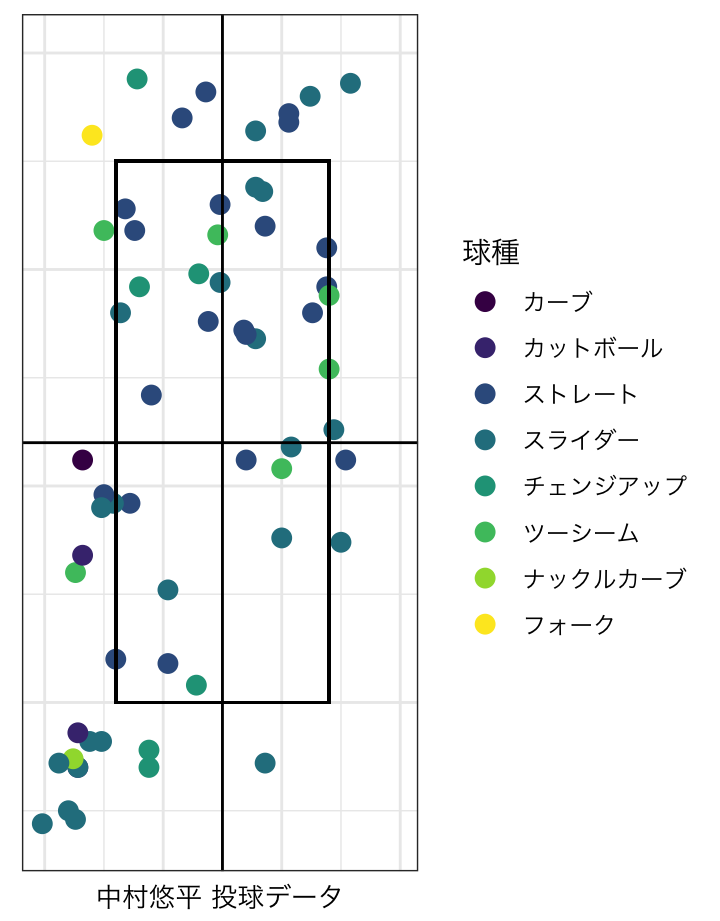 球種
カーブ
カットボール
ストレート
スライダー
チェンジアップ
ツーシーム
ナックルカーブ
フォーク
中村悠平 投球データ